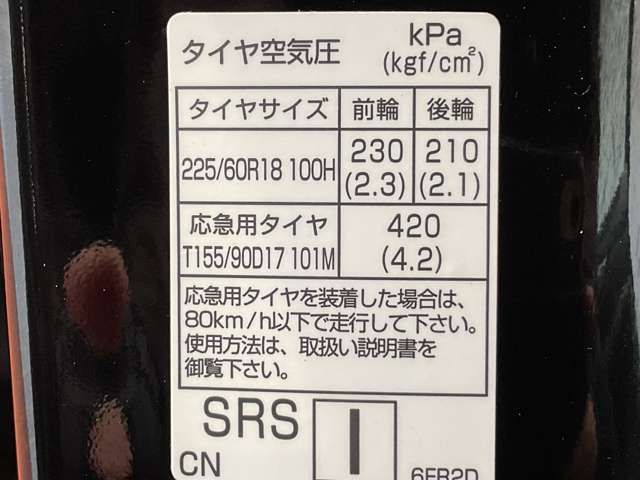 タイヤ空気圧 kPa
(kgf/cm²)
タイヤサイズ 前輪 後輪
225/60R18 100H 230 210
(2.3) (2.1)
応急用タイヤ 420
T155/90D17 101M (4.2)
応急用タイヤを装着した場合は、
80km/h以下で走行して下さい。
使用方法は、取扱い説明書を
御覧下さい。
SRS I
CN